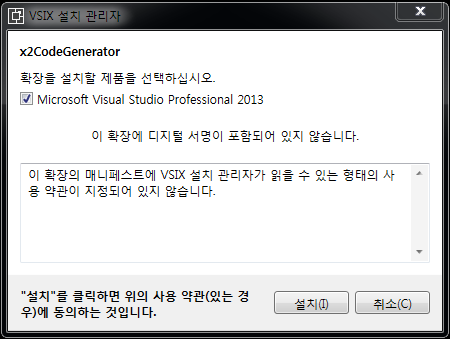 VSIX 설치 관리자
x2CodeGenerator
확장을 설치할 제품을 선택하십시오.
Microsoft Visual Studio Professional 2013
이 확장에 디지털 서명이 포함되어 있지 않습니다.
이 확장의 매니페스트에 VSIX 설치 관리자가 읽을 수 있는 형태의 사
용 약관이 지정되어 있지 않습니다.
"설치"를 클릭하면 위의 사용 약관(있는 경
우)에 동의하는 것입니다.
설치(I)
취소(C)